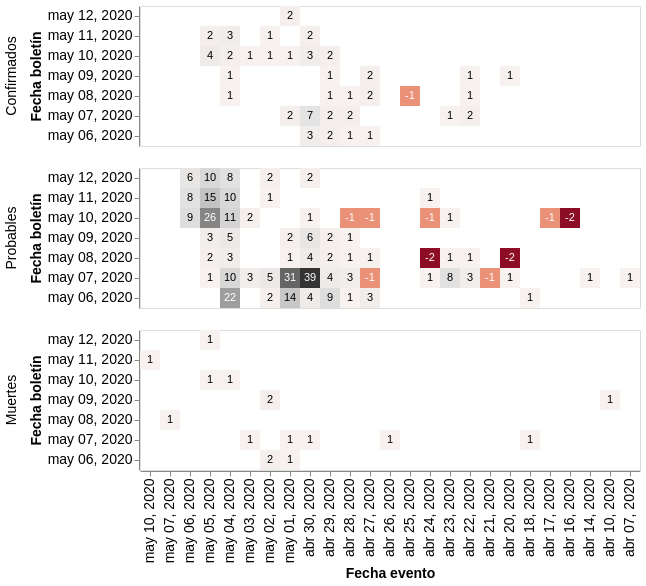 Confirmados
Fecha boletín
may 12, 2020 2
may 11, 2020 2 3 1 2
may 10, 2020 4 2 1 1 1 3 2
may 09, 2020 1 1 2 1 1
may 08, 2020 1 1 1 2 -1 1
may 07, 2020 2 7 2 2 1 2
may 06, 2020 3 2 1 1
Probables
Fecha boletín
may 12, 2020 6 10 8 2 2
may 11, 2020 8 15 10 1 1
may 10, 2020 9 26 11 2 1 -1 -1 -1 1 -1 -2
may 09, 2020 3 5 2 6 2 1
may 08, 2020 2 3 1 4 2 1 1 -2 1 1 -2
may 07, 2020 1 10 3 5 31 39 4 3 -1 1 8 3 -1 1 1 1
may 06, 2020 22 2 14 4 9 1 3 1
Muertes
Fecha boletín
may 12, 2020 1
may 11, 2020 1
may 10, 2020 1 1
may 09, 2020 2 1
may 08, 2020 1
may 07, 2020 1 1 1 1 1
may 06, 2020 2 1
may 10, 2020
may 07, 2020
may 06, 2020
may 05, 2020
may 04, 2020
may 03, 2020
may 02, 2020
may 01, 2020
abr 30, 2020
abr 29, 2020
abr 28, 2020
abr 27, 2020
abr 26, 2020
abr 25, 2020
abr 24, 2020
abr 23, 2020
abr 22, 2020
abr 21, 2020
abr 20, 2020
abr 18, 2020
abr 17, 2020
abr 16, 2020
abr 14, 2020
abr 10, 2020
abr 07, 2020
Fecha evento